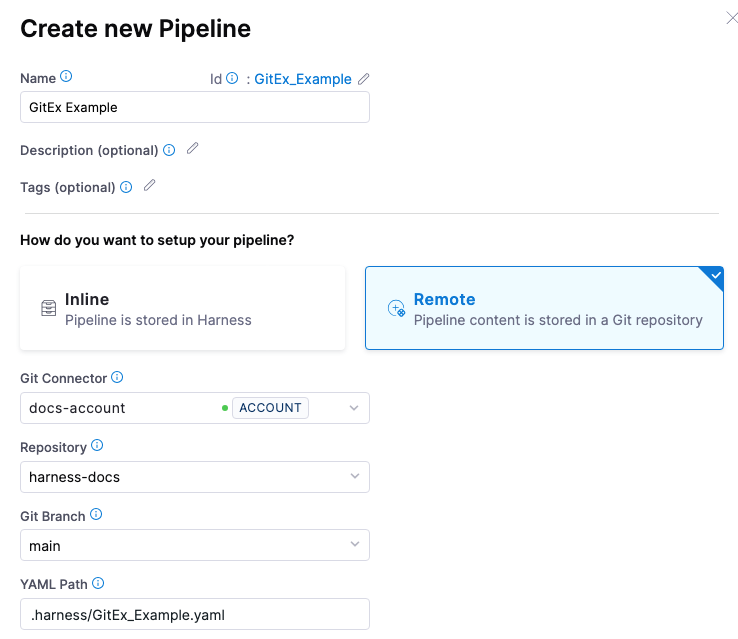 Create new Pipeline
Name Id : GitEx_Example
GitEx Example
Description (optional)
Tags (optional)
How do you want to setup your pipeline?
Inline
Pipeline is stored in Harness
Remote
Pipeline content is stored in a Git repository
Git Connector
docs-account ACCOUNT
Repository
harness-docs
Git Branch
main
YAML Path
.harness/GitEx_Example.yaml